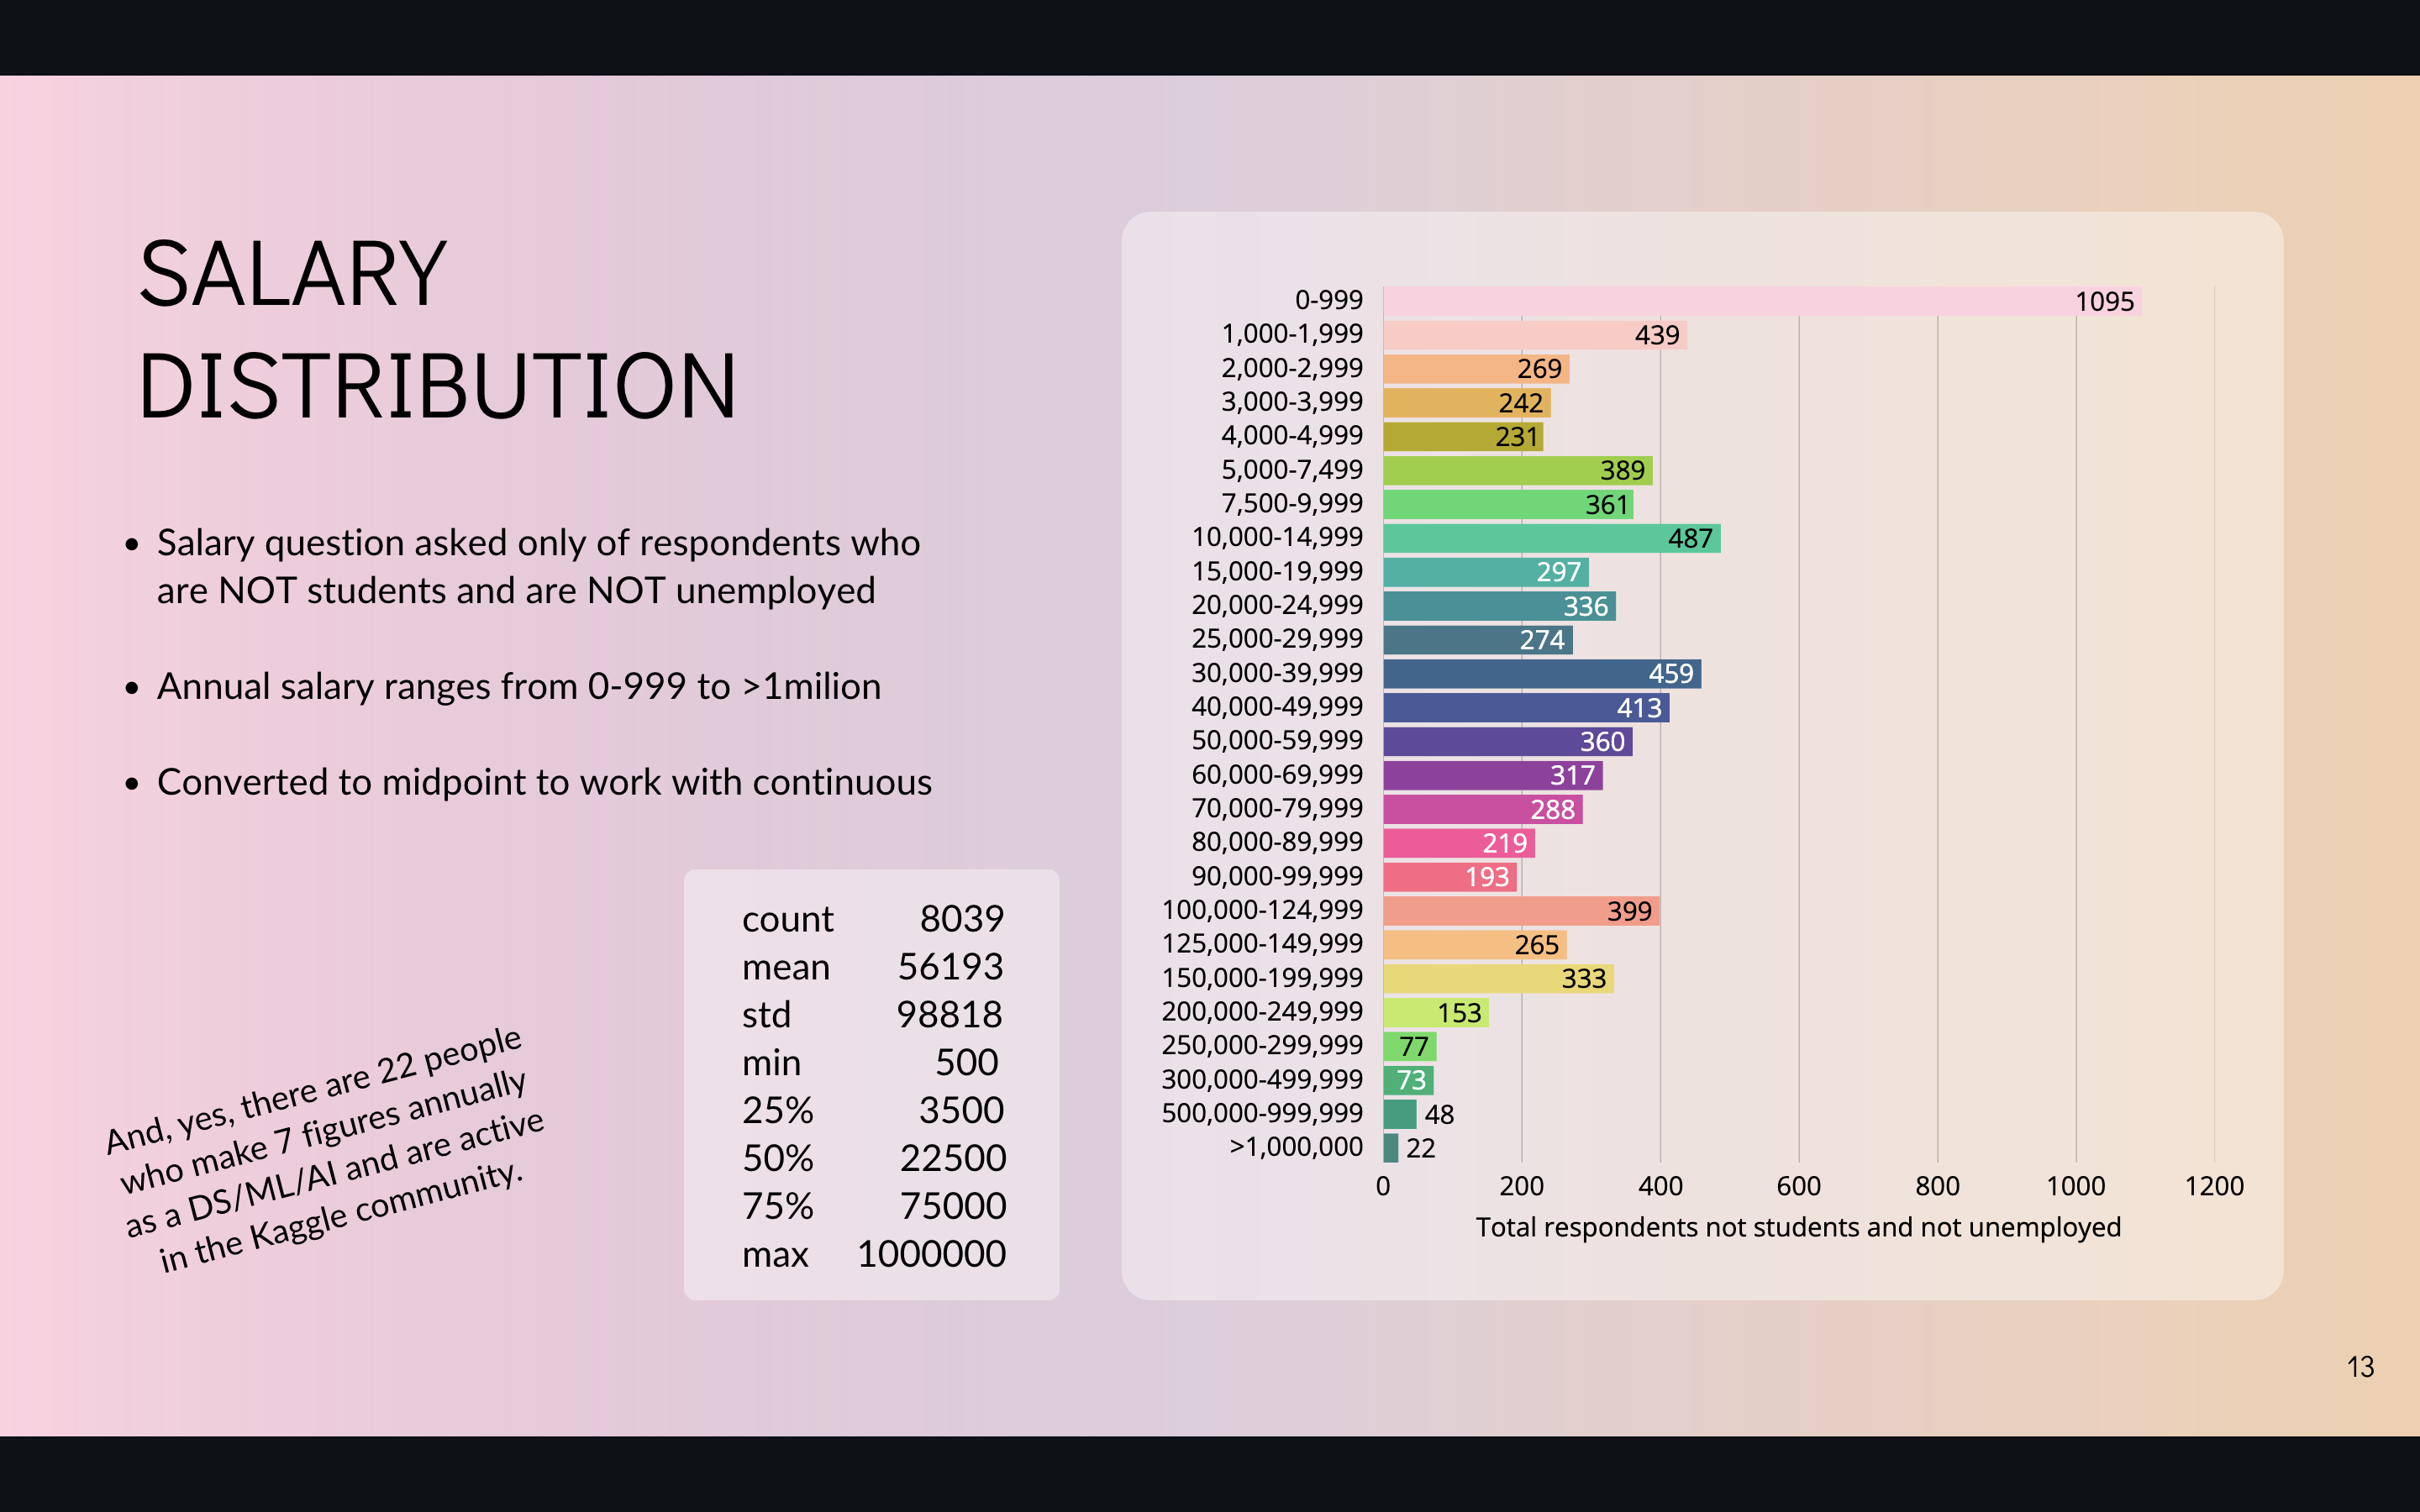 SALARY
DISTRIBUTION
• Salary question asked only of respondents who
are NOT students and are NOT unemployed
• Annual salary ranges from 0-999 to >1milion
• Converted to midpoint to work with continuous
And, yes, there are 22 people
who make 7 figures annually
as a DS/ML/AI and are active
in the Kaggle community.
count 8039
mean 56193
std 98818
min 500
25% 3500
50% 22500
75% 75000
max 1000000
0-999 1095
1,000-1,999 439
2,000-2,999 269
3,000-3,999 242
4,000-4,999 231
5,000-7,499 389
7,500-9,999 361
10,000-14,999 487
15,000-19,999 297
20,000-24,999 336
25,000-29,999 274
30,000-39,999 459
40,000-49,999 413
50,000-59,999 360
60,000-69,999 317
70,000-79,999 288
80,000-89,999 219
90,000-99,999 193
100,000-124,999 399
125,000-149,999 265
150,000-199,999 333
200,000-249,999 153
250,000-299,999 77
300,000-499,999 73
500,000-999,999 48
>1,000,000 22
0 200 400 600 800 1000 1200
Total respondents not students and not unemployed
13